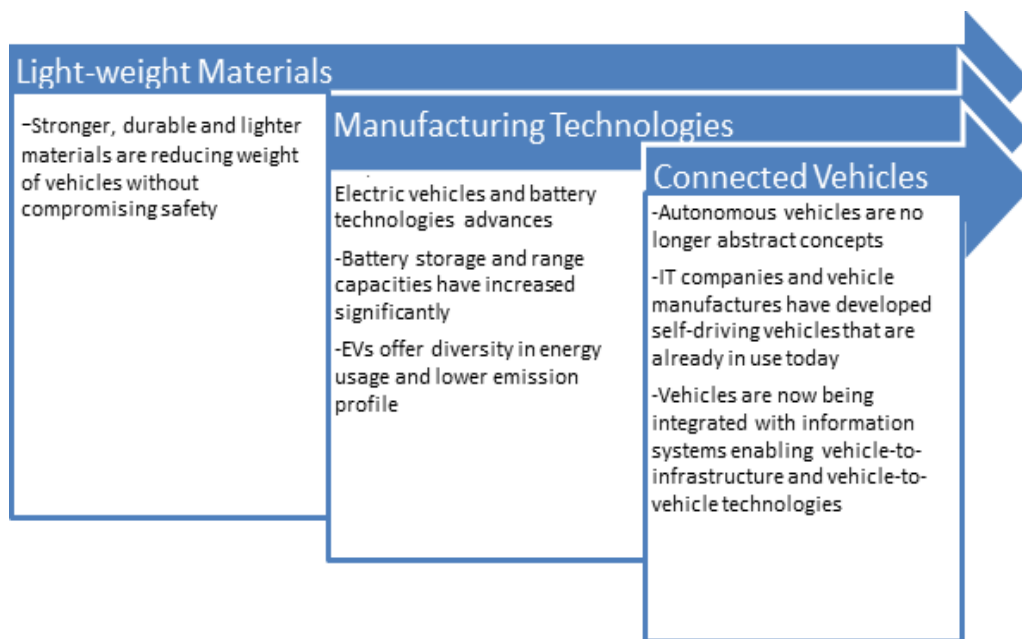 Light-weight Materials
-Stronger, durable and lighter
materials are reducing weight
of vehicles without
compromising safety
Manufacturing Technologies
Electric vehicles and battery
technologies advances
-Battery storage and range
capacities have increased
significantly
-EVs offer diversity in energy
usage and lower emission
profile
Connected Vehicles
-Autonomous vehicles are no
longer abstract concepts
-IT companies and vehicle
manufactures have developed
self-driving vehicles that are
already in use today
-Vehicles are now being
integrated with information
systems enabling vehicle-to-
infrastructure and vehicle-to-
vehicle technologies